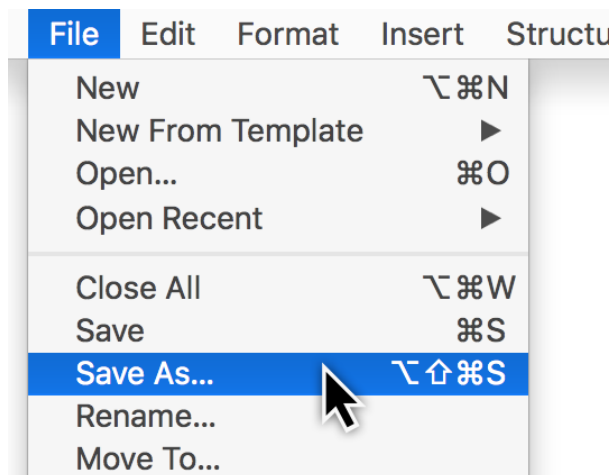 File Edit Format Insert Structu
New ⌥⌘N
New From Template ▶
Open... ⌘O
Open Recent ▶
Close All ⌥⌘W
Save ⌘S
Save As... ⌥⇧⌘S
Rename...
Move To...